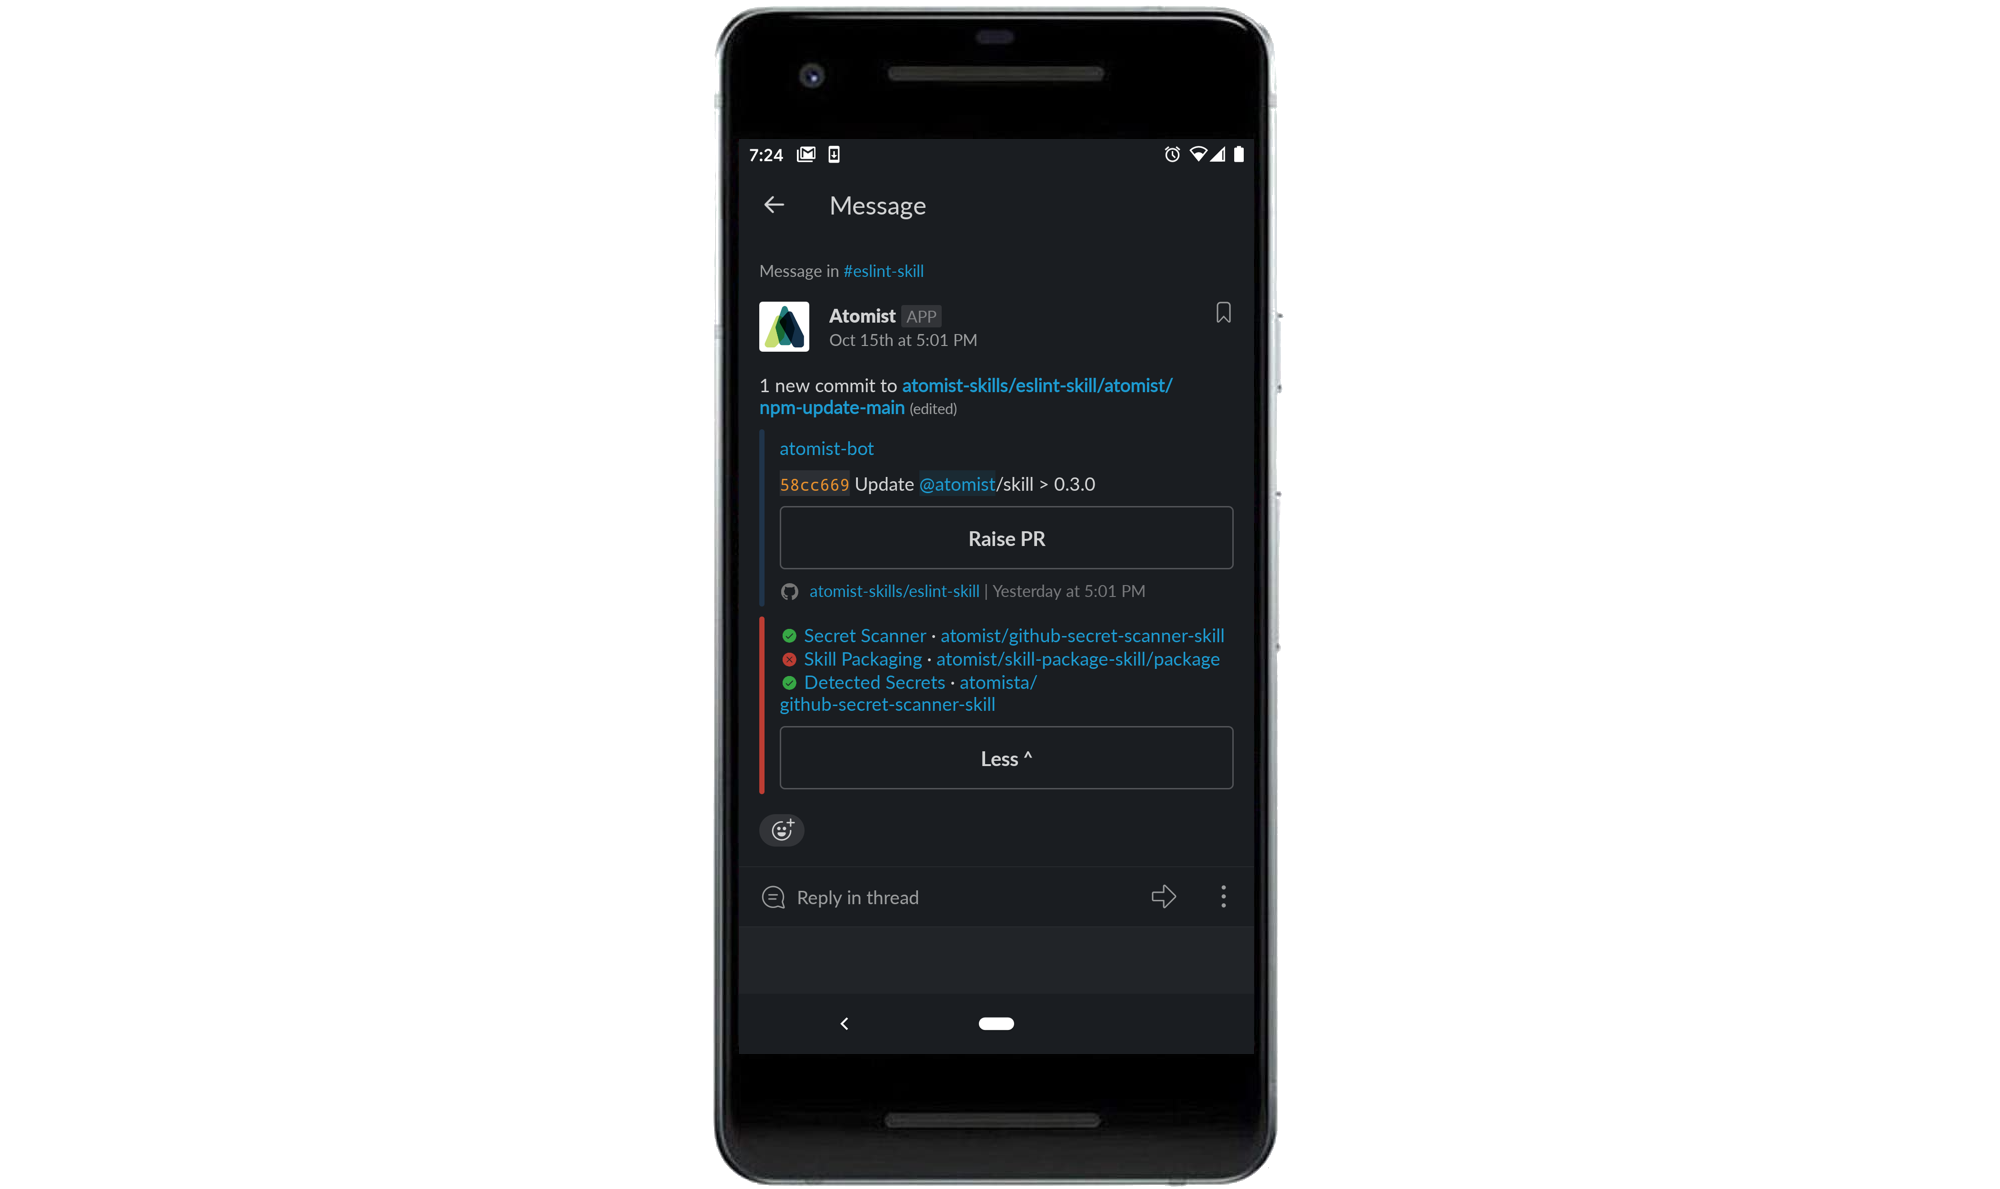 7:24
Message
Message in #eslint-skill
Atomist APP
Oct 15th at 5:01 PM
1 new commit to atomist-skills/eslint-skill/atomist/
npm-update-main (edited)
atomist-bot
58cc669 Update @atomist/skill > 0.3.0
Raise PR
atomist-skills/eslint-skill | Yesterday at 5:01 PM
Secret Scanner · atomist/github-secret-scanner-skill
Skill Packaging · atomist/skill-package-skill/package
Detected Secrets · atomista/
github-secret-scanner-skill
Less ^
Reply in thread